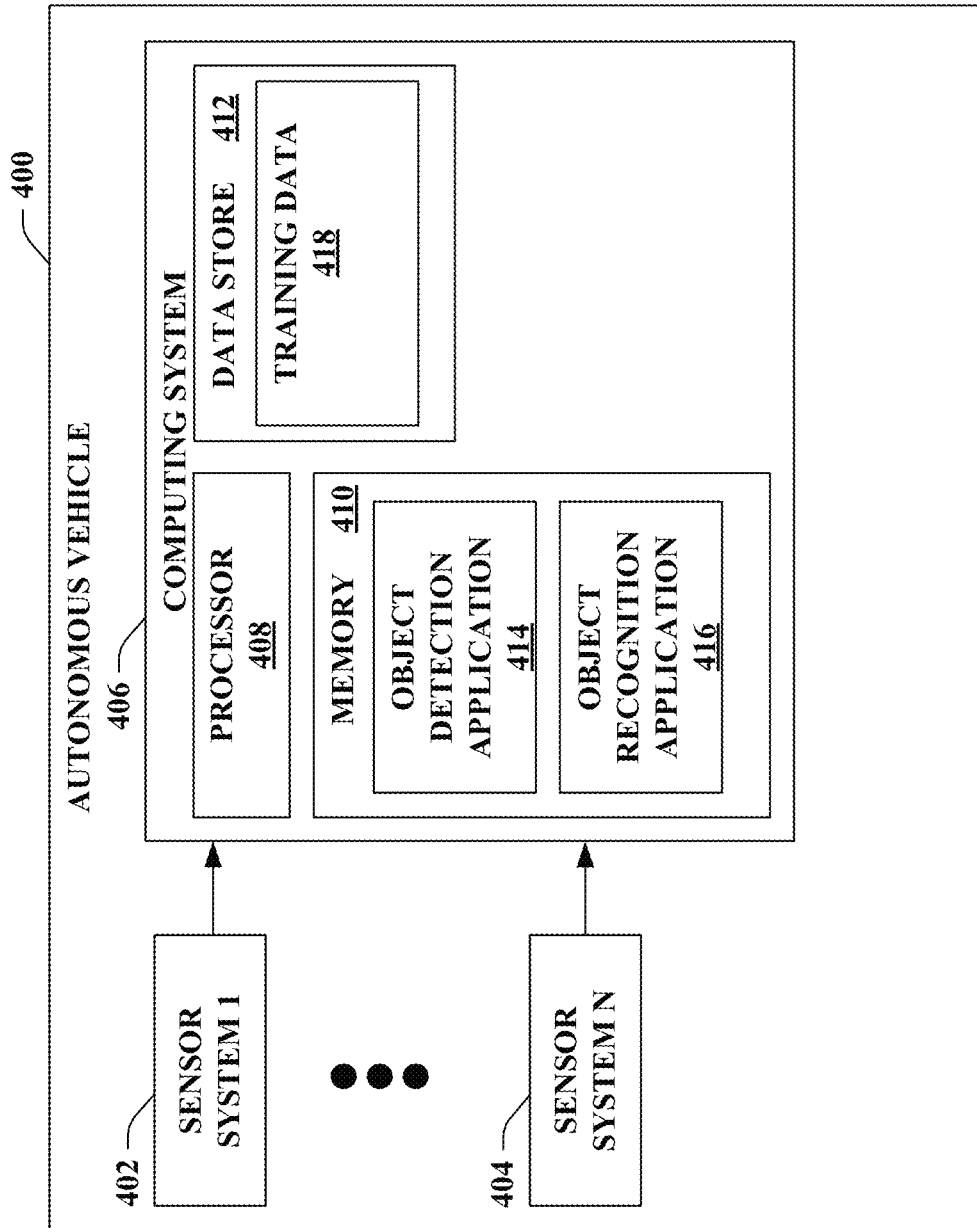 400
AUTONOMOUS VEHICLE
406
COMPUTING SYSTEM
402
SENSOR
SYSTEM 1
404
SENSOR
SYSTEM N
PROCESSOR
408
MEMORY 410
OBJECT
DETECTION
APPLICATION
414
OBJECT
RECOGNITION
APPLICATION
416
DATA STORE 412
TRAINING DATA
418